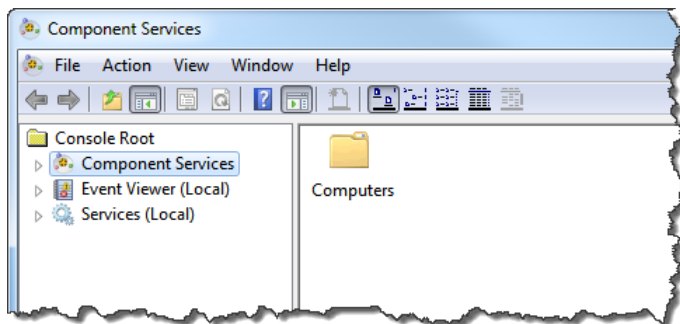 Component Services
File Action View Window Help
Console Root
Component Services
Event Viewer (Local)
Services (Local)
Computers